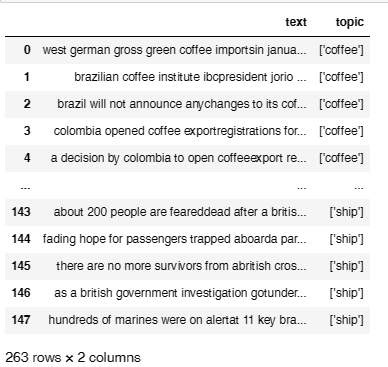 text topic
0 west german gross green coffee importsin janua... ['coffee']
1 brazilian coffee institute ibcpresident jorio ... ['coffee']
2 brazil will not announce anychanges to its cof... ['coffee']
3 colombia opened coffee exportregistrations for... ['coffee']
4 a decision by colombia to open coffeeexport re... ['coffee']
... ... ...
143 about 200 people are feareddead after a britis... ['ship']
144 fading hope for passengers trapped aboarda par... ['ship']
145 there are no more survivors from abritish cros... ['ship']
146 as a british government investigation gotunder... ['ship']
147 hundreds of marines were on alertat 11 key bra... ['ship']
263 rows × 2 columns